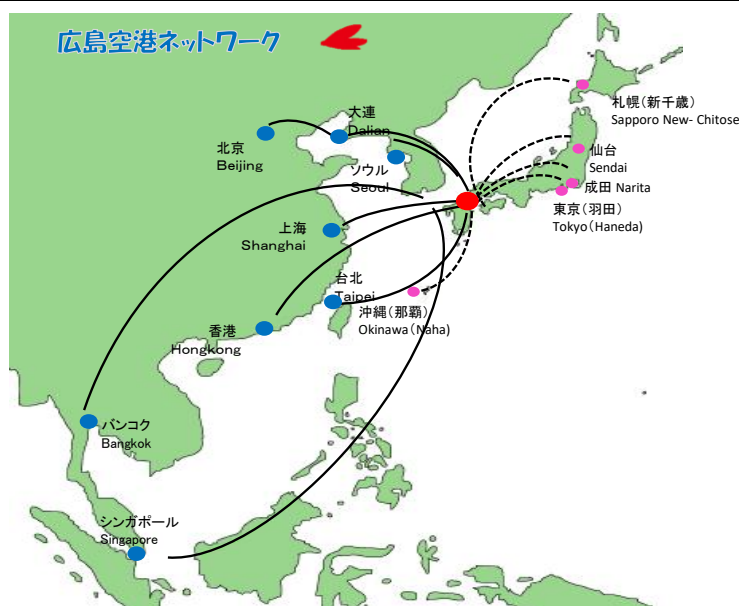 広島空港ネットワーク
札幌（新千歳）
Sapporo New- Chitose
大連
Dalian
北京
Beijing
仙台
Sendai
ソウル
Seoul
成田 Narita
東京（羽田）
Tokyo（Haneda)
上海
Shanghai
台北
Taipei
沖縄（那覇）
Okinawa（Naha)
香港
Hongkong
バンコク
Bangkok
シンガポール
Singapore